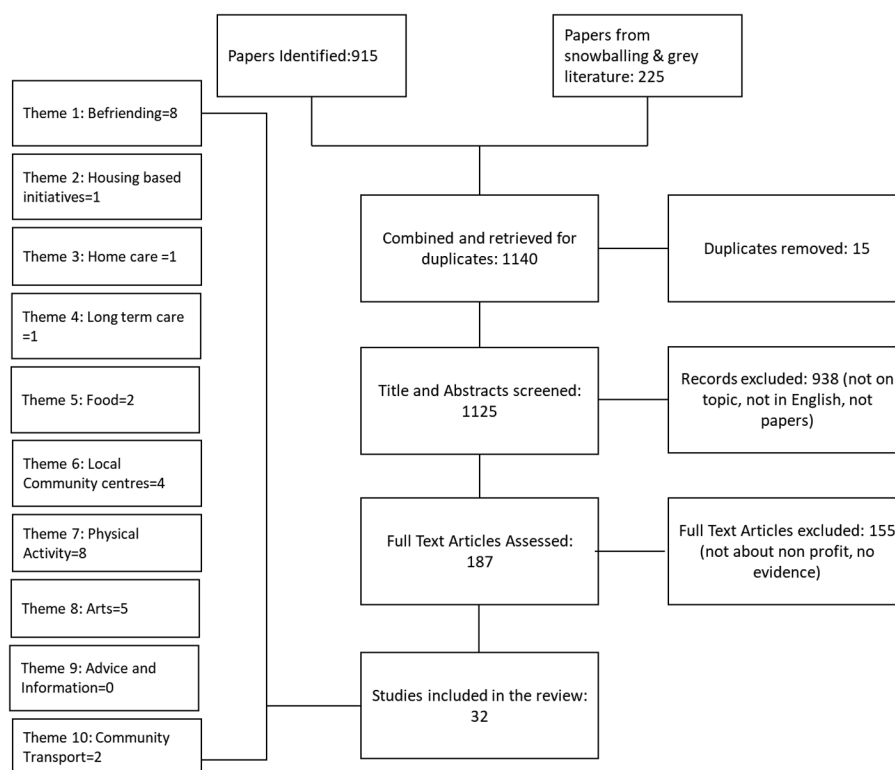 Papers Identified:915
Papers from
snowballing & grey
literature: 225
Combined and retrieved for
duplicates: 1140
Duplicates removed: 15
Title and Abstracts screened:
1125
Records excluded: 938 (not on
topic, not in English, not
papers)
Full Text Articles Assessed:
187
Full Text Articles excluded: 155
(not about non profit, no
evidence)
Studies included in the review:
32
Theme 1: Befriending=8
Theme 2: Housing based
initiatives=1
Theme 3: Home care =1
Theme 4: Long term care
=1
Theme 5: Food=2
Theme 6: Local
Community centres=4
Theme 7: Physical
Activity=8
Theme 8: Arts=5
Theme 9: Advice and
Information=0
Theme 10: Community
Transport=2